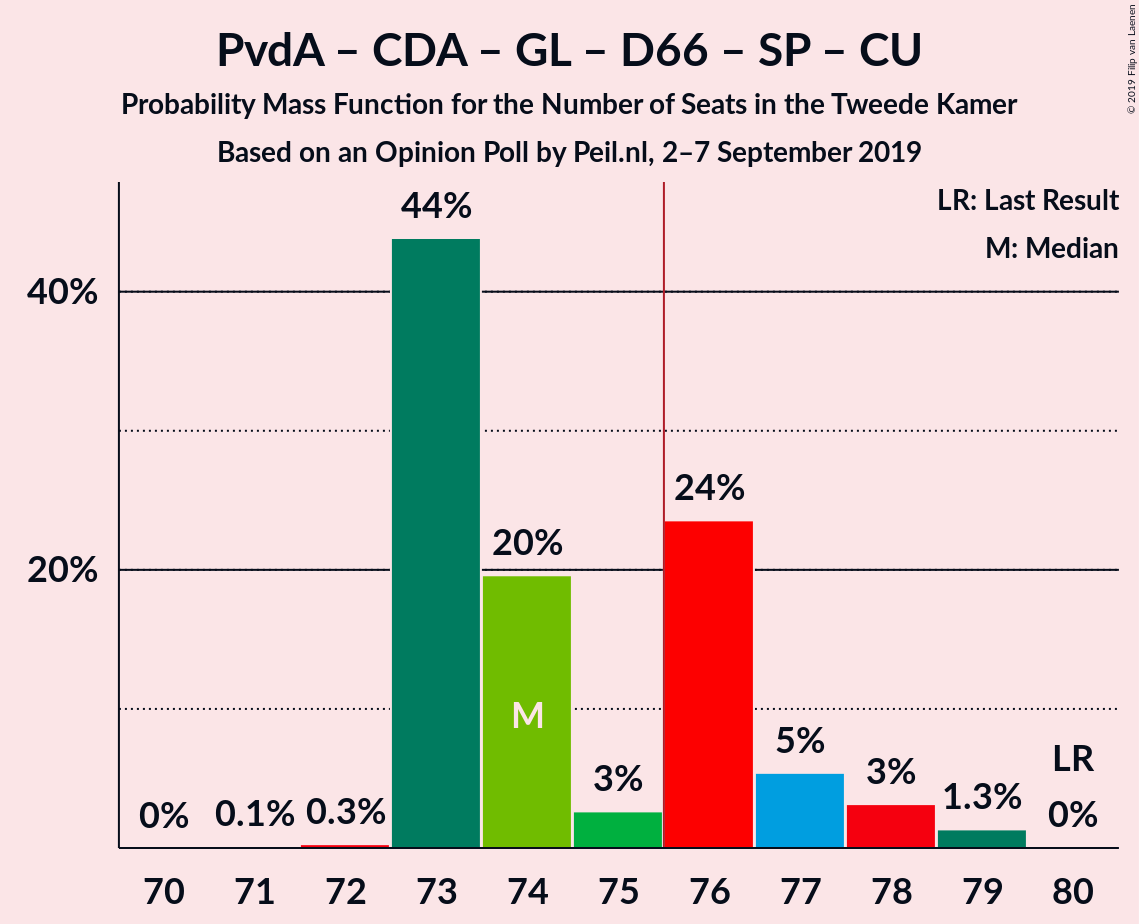 PvdA – CDA – GL – D66 – SP – CU
Probability Mass Function for the Number of Seats in the Tweede Kamer
Based on an Opinion Poll by Peil.nl, 2–7 September 2019
© 2019 Filip van Laenen
LR: Last Result
M: Median
40%
20%
0%
0.1%
0.3%
44%
20%
M
3%
24%
5%
3%
1.3%
LR
0%
70 71 72 73 74 75 76 77 78 79 80